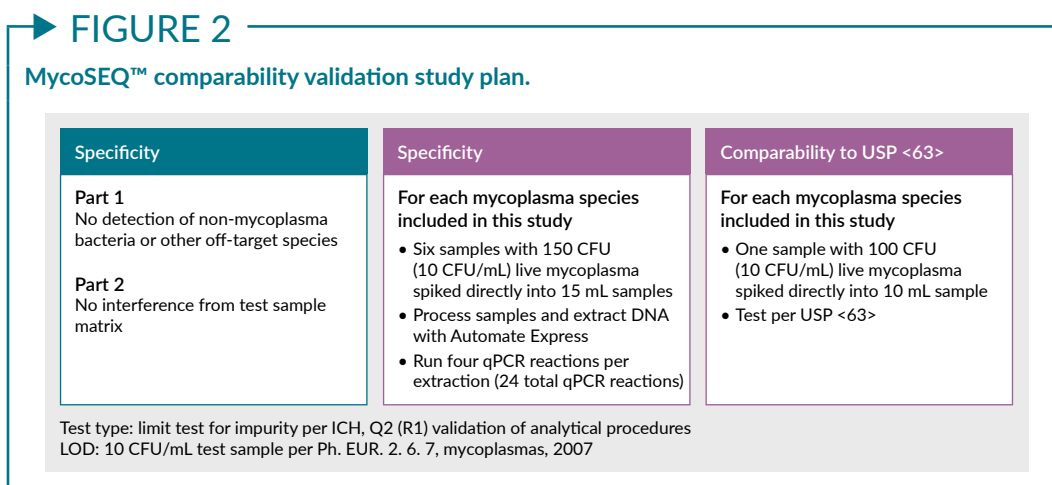 FIGURE 2
MycoSEQ™ comparability validation study plan.
Specificity
Part 1
No detection of non-mycoplasma
bacteria or other off-target species
Part 2
No interference from test sample
matrix
Specificity
For each mycoplasma species
included in this study
• Six samples with 150 CFU
(10 CFU/mL) live mycoplasma
spiked directly into 15 mL samples
• Process samples and extract DNA
with Automate Express
• Run four qPCR reactions per
extraction (24 total qPCR reactions)
Comparability to USP <63>
For each mycoplasma species
included in this study
• One sample with 100 CFU
(10 CFU/mL) live mycoplasma
spiked directly into 10 mL sample
• Test per USP <63>
Test type: limit test for impurity per ICH, Q2 (R1) validation of analytical procedures
LOD: 10 CFU/mL test sample per Ph. EUR. 2. 6. 7, mycoplasmas, 2007